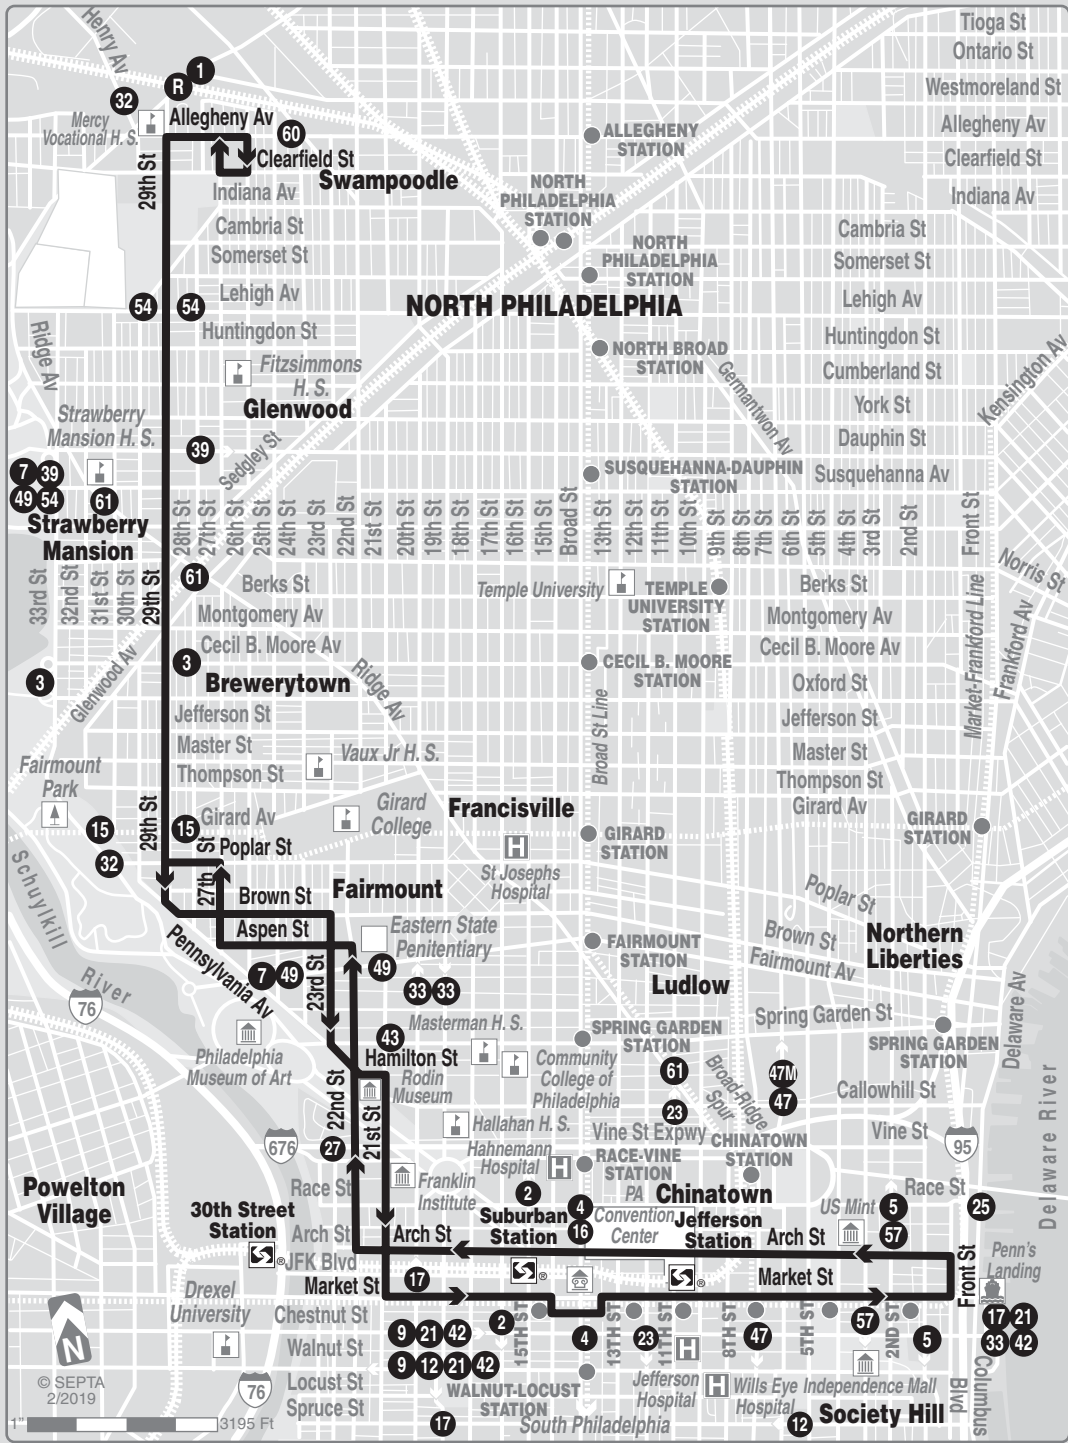 Henry Av
Tioga St
Ontario St
Westmoreland St
Allegheny Av
Clearfield St
Indiana Av
1
R
32
Mercy
Vocational H. S.
Allegheny Av
60
Clearfield St
Swampoodle
29th St
Indiana Av
Cambria St
Somerset St
Lehigh Av
Huntingdon St
54
54
ALLEGHENY
STATION
NORTH
PHILADELPHIA
STATION
NORTH
PHILADELPHIA
STATION
NORTH PHILADELPHIA
NORTH BROAD
STATION
Cambria St
Somerset St
Lehigh Av
Huntingdon St
Cumberland St
York St
Dauphin St
Susquehanna Av
Kensington Av
Germantwon Av
Ridge Av
Fitzsimmons
H. S.
Glenwood
Strawberry
Mansion H. S.
39
Sedgley St
7
39
49
54
61
Strawberry
Mansion
SUSQUEHANNA-DAUPHIN
STATION
33rd St
32nd St
31st St
30th St
29th St
28th St
27th St
26th St
25th St
24th St
23rd St
22nd St
21st St
20th St
19th St
18th St
17th St
16th St
15th St
Broad St
13th St
12th St
11th St
10th St
9th St
8th St
7th St
6th St
5th St
4th St
3rd St
2nd St
Front St
Norris St
61
Berks St
Montgomery Av
Cecil B. Moore Av
3
3
Brewerytown
Glenwood Av
Ridge Av
Jefferson St
Master St
Thompson St
Girard Av
Temple University
TEMPLE
UNIVERSITY
STATION
CECIL B. MOORE
STATION
Broad St Line
Berks St
Montgomery Av
Cecil B. Moore Av
Oxford St
Jefferson St
Master St
Thompson St
Girard Av
Market-Frankford Line
Frankford Av
Vaux Jr H. S.
Fairmount
Park
Girard
College
Francisville
15
32
29th St
15
27th St
Poplar St
St Josephs
Hospital
GIRARD
STATION
GIRARD
STATION
Schuylkill
River
Brown St
Fairmount
Aspen St
Pennsylvania Av
7
49
23rd St
Eastern State
Penitentiary
49
33
33
FAIRMOUNT
STATION
Poplar St
Brown St
Fairmount Av
Northern
Liberties
Ludlow
76
Philadelphia
Museum of Art
43
Masterman H. S.
Hamilton St
Rodin
Museum
Community
College of
Philadelphia
SPRING GARDEN
STATION
Spring Garden St
SPRING GARDEN
STATION
Delaware Av
61
23
Broad-Ridge
Spur
47M
47
Callowhill St
Vine St
95
Delaware River
22nd St
21st St
Hallahan H. S.
Vine St Expwy
676
27
Hahnemann
Hospital
RACE-VINE
STATION
CHINATOWN
STATION
Race St
Franklin
Institute
2
4
16
PA
Convention
Center
Chinatown
US Mint
5
57
Race St
25
Powelton
Village
30th Street
Station
Suburban
Station
Jefferson
Station
Arch St
Arch St
Arch St
Front St
Penn's
Landing
JFK Blvd
®
®
®
Market St
17
Market St
Drexel
University
Chestnut St
Walnut St
Locust St
Spruce St
9
21
42
2
9
12
21
42
15TH ST
4
13TH ST
23
11TH ST
8TH ST
47
5TH ST
57
2ND ST
5
17
21
33
42
Columbus
Blvd
WALNUT-LOCUST
STATION
17
South Philadelphia
Jefferson
Hospital
Wills Eye
Hospital
Independence Mall
12
Society Hill
76
N
© SEPTA
2/2019
1"
3195 Ft
H
H
H
H